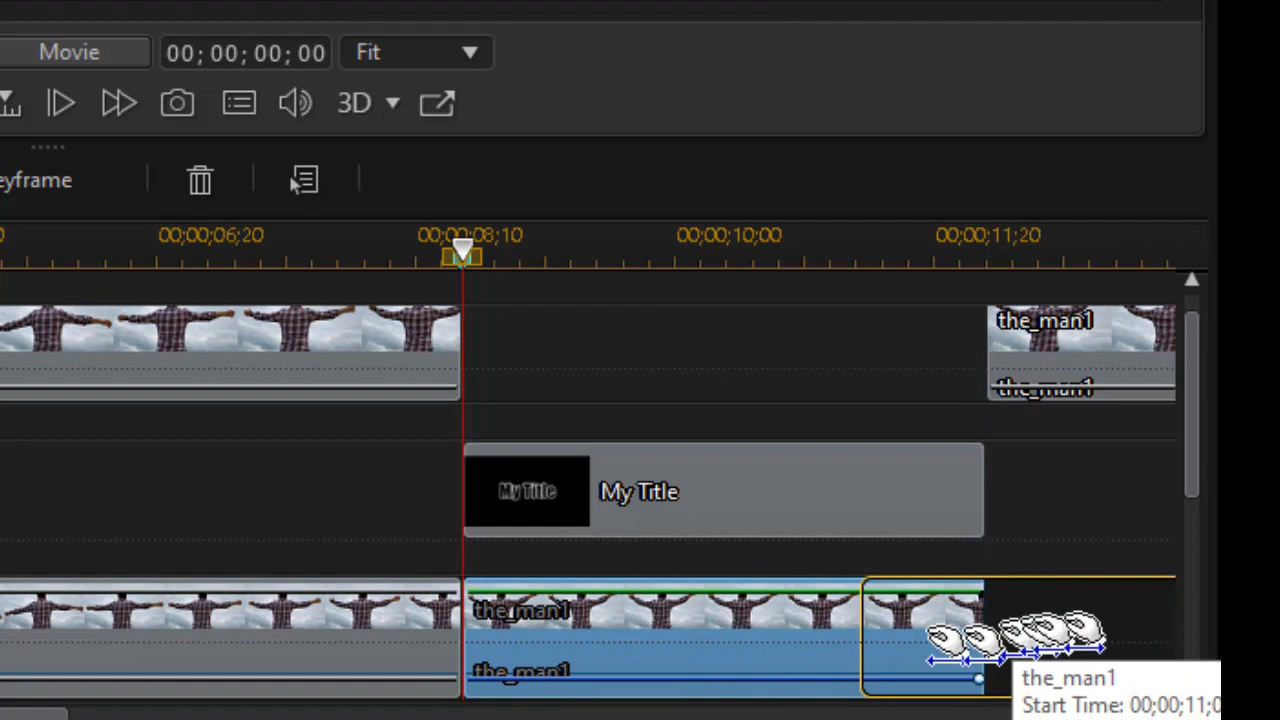 Movie 00;00;00;00 Fit
3D
eyframe
0 00;00;06;20 00;00;08;10 00;00;10;00 00;00;11;20
the_man1
the_man1
My Title My Title
the_man1
the_man1
the_man1
Start Time: 00;00;11;0